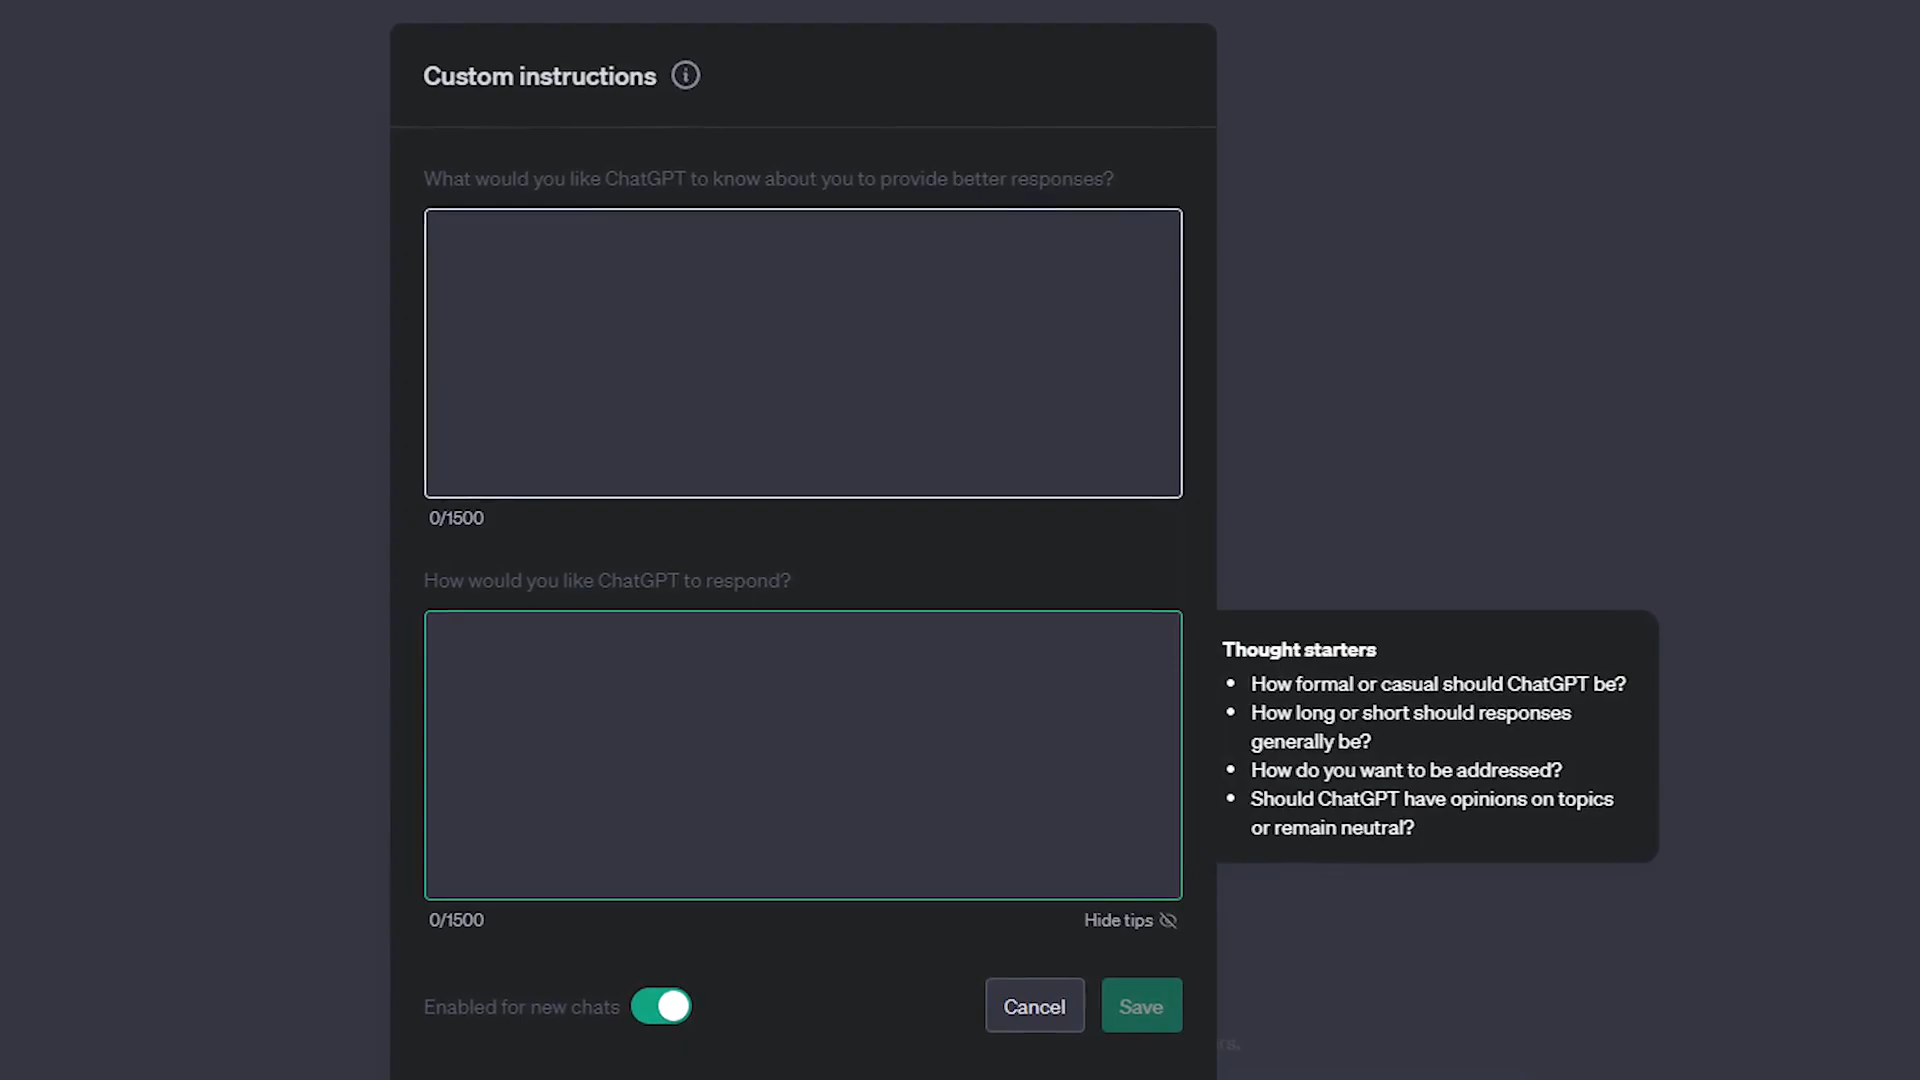 Custom instructions
What would you like ChatGPT to know about you to provide better responses?
0/1500
How would you like ChatGPT to respond?
Thought starters
• How formal or casual should ChatGPT be?
• How long or short should responses
generally be?
• How do you want to be addressed?
• Should ChatGPT have opinions on topics
or remain neutral?
0/1500
Hide tips
Enabled for new chats
Cancel
Save